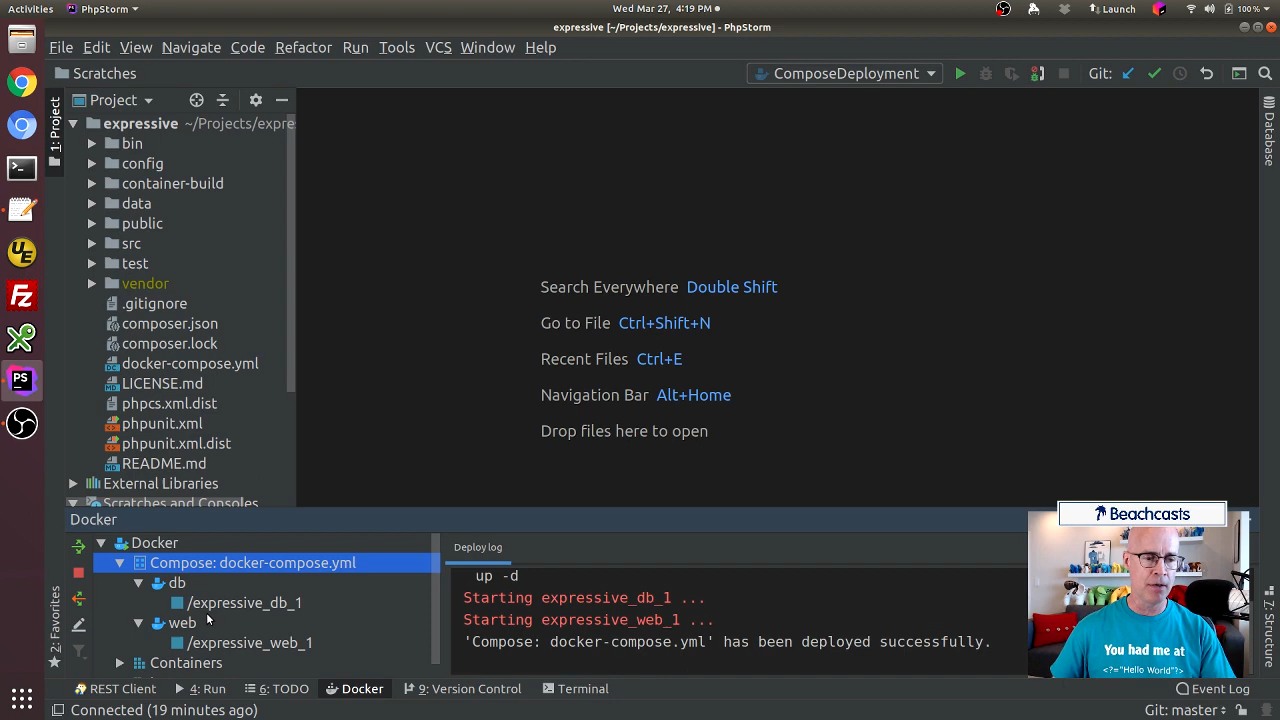 Activities
PhpStorm
Wed Mar 27, 4:19 PM
Launch
100%
expressive [~/Projects/expressive] - PhpStorm
File Edit View Navigate Code Refactor Run Tools VCS Window Help
Scratches
ComposeDeployment
Git:
1: Project
Project
expressive ~/Projects/expre
bin
config
container-build
data
public
src
test
vendor
.gitignore
composer.json
composer.lock
docker-compose.yml
LICENSE.md
phpcs.xml.dist
phpunit.xml
phpunit.xml.dist
README.md
External Libraries
Scratches and Consoles
Search Everywhere Double Shift
Go to File Ctrl+Shift+N
Recent Files Ctrl+E
Navigation Bar Alt+Home
Drop files here to open
Database
Docker
Docker
Compose: docker-compose.yml
db
/expressive_db_1
web
/expressive_web_1
Containers
Deploy log
up -d
Starting expressive_db_1 ...
Starting expressive_web_1 ...
'Compose: docker-compose.yml' has been deployed successfully.
Beachcasts
You had me at
<?="Hello World"?>
2: Favorites
Z: Structure
REST Client
4: Run
6: TODO
Docker
9: Version Control
Terminal
Event Log
Connected (19 minutes ago)
Git: master